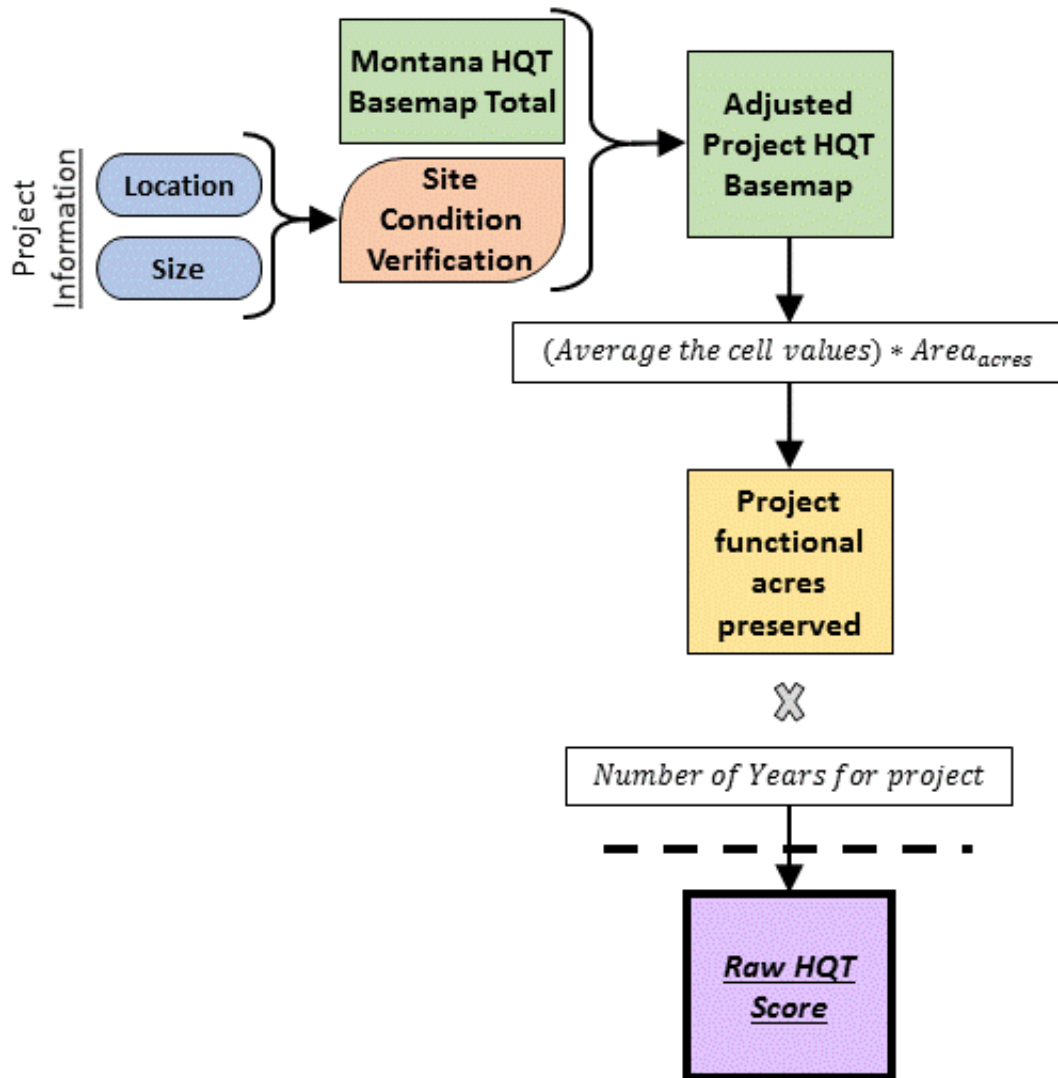 Project
Information
Location
Size
Montana HQT
Basemap Total
Site
Condition
Verification
Adjusted
Project HQT
Basemap
(Average the cell values) * Area_acres
Project
functional
acres
preserved
X
Number of Years for project
Raw HQT
Score